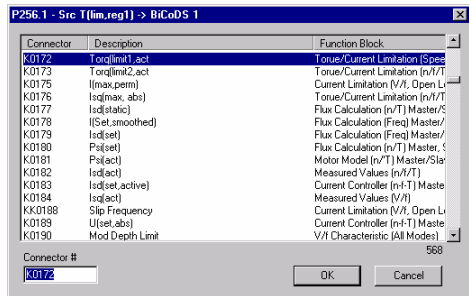 P256.1 - Src T(lim,reg1) -> BiCoDS 1
Connector Description Function Block
K0172 Torq(limit1,act Torue/Current Limitation (Spee
K0173 Torq(limit2,act Torue/Current Limitation (n/f/T
K0175 I(max,perm) Current Limitation (V/f, Open L
K0176 Isq(max, abs) Torue/Current Limitation (n/f/T
K0177 Isd(static) Flux Calculation (n/T) Master/S
K0178 I(Set,smoothed) Flux Calculation (Freq) Master/
K0179 Isd(set) Flux Calculation (Freq) Master/
K0180 Psi(set) Flux Calculation (n/T) Master, S
K0181 Psi(act) Motor Model (n/T) Master/Sla
K0182 Isd(act) Measured Values (n/f/T)
K0183 Isd(set,active) Current Controller (n-f-T) Maste
K0184 Isq(act) Measured Values (V/f)
KK0188 Slip Frequency Current Limitation (V/f, Open L
K0189 U(set,abs) Current Controller (n-f-T) Maste
K0190 Mod Depth Limit V/f Characteristic (All Modes)
568
Connector #
K0172
OK Cancel